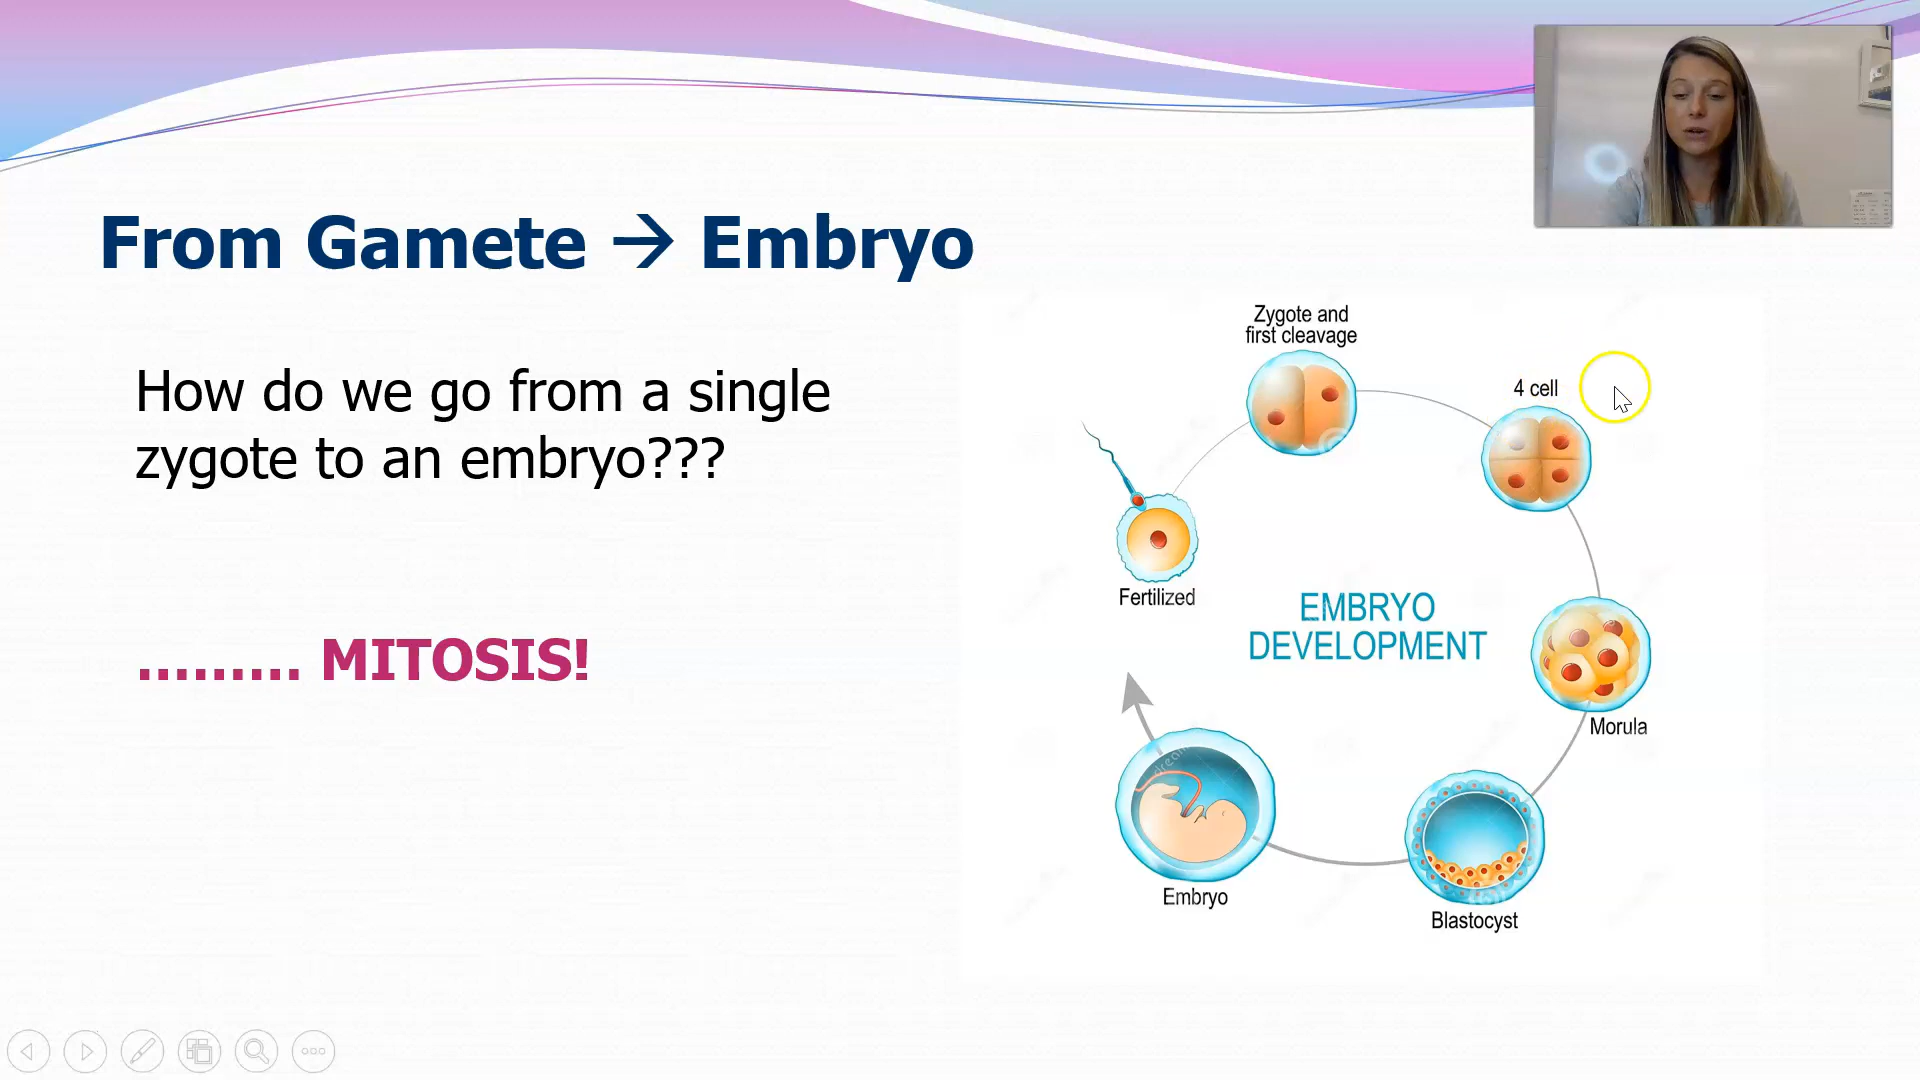 From Gamete → Embryo
How do we go from a single
zygote to an embryo???
......... MITOSIS!
Zygote and
first cleavage
4 cell
Fertilized
EMBRYO
DEVELOPMENT
Morula
Embryo
Blastocyst